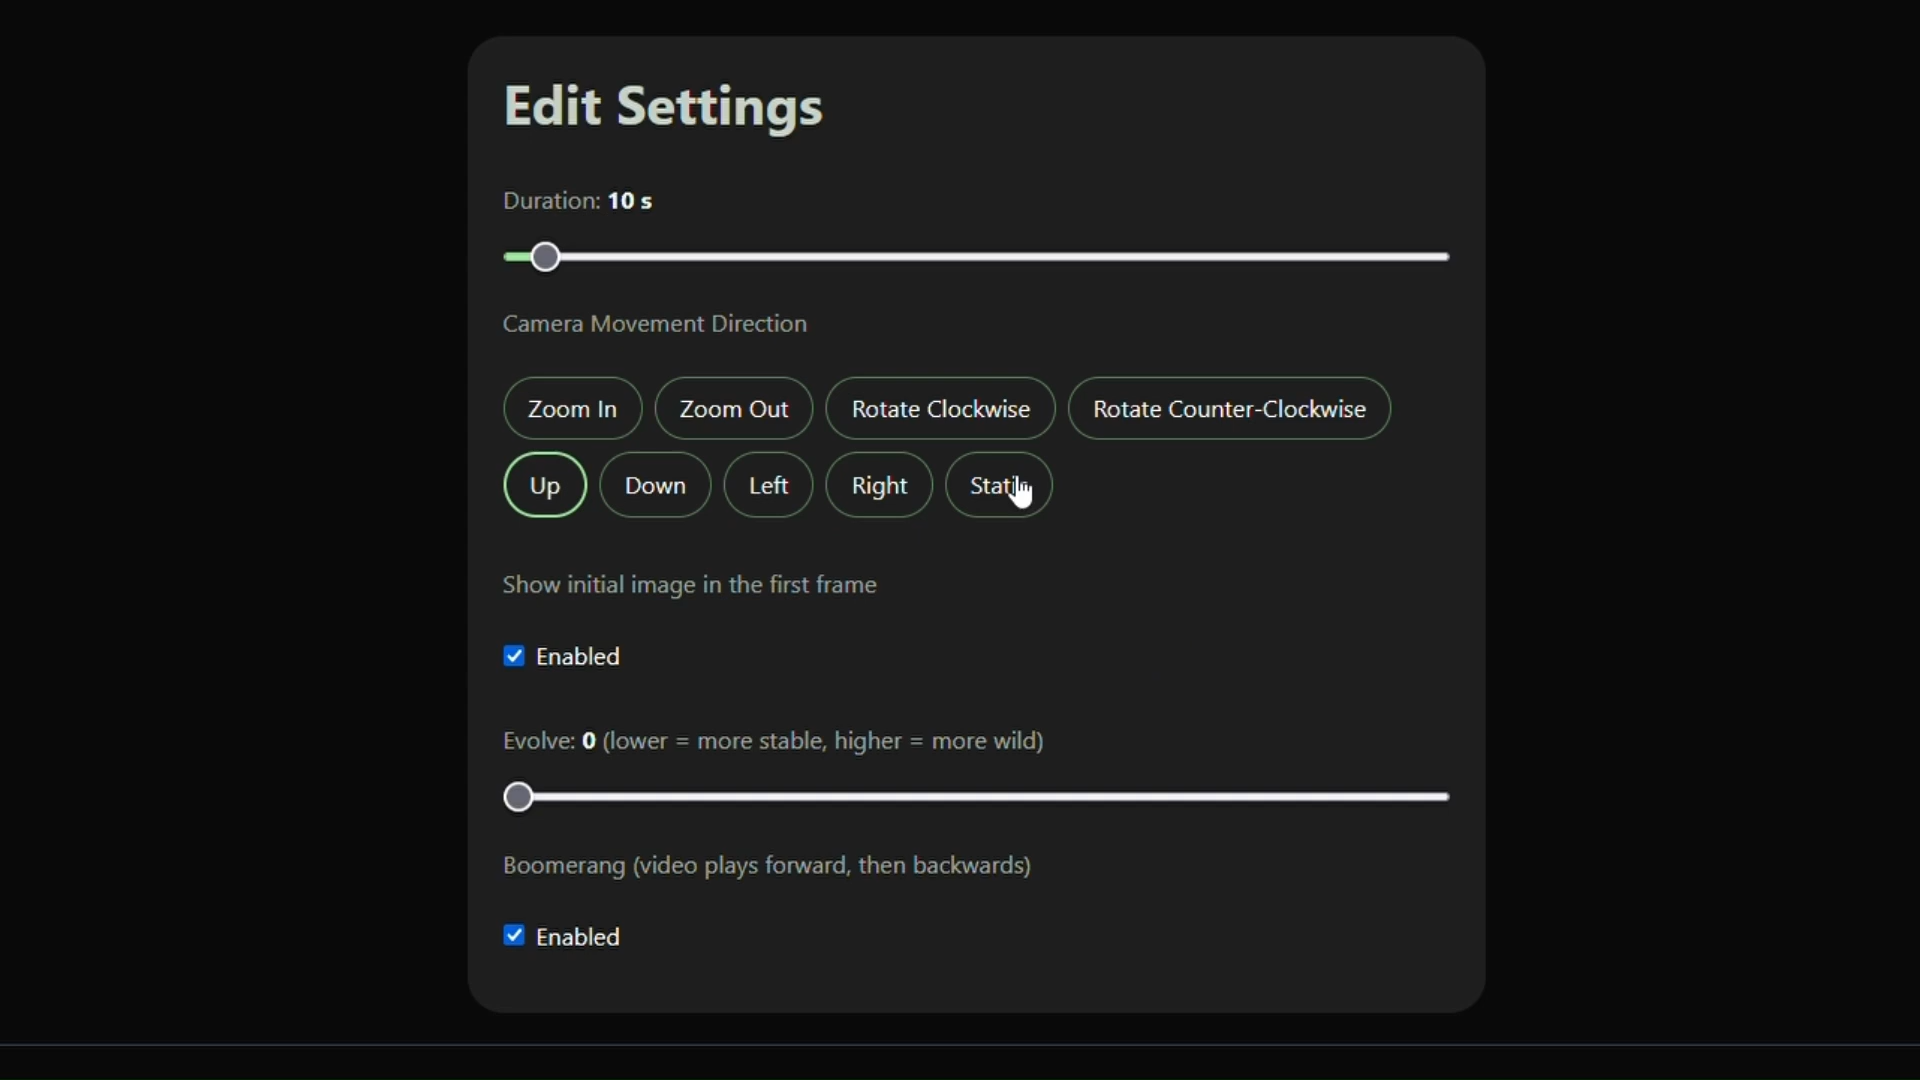 Edit Settings
Duration: 10 s
Camera Movement Direction
Zoom In Zoom Out Rotate Clockwise Rotate Counter-Clockwise
Up Down Left Right
Show initial image in the first frame
Enabled
Evolve: 0 (lower = more stable, higher = more wild)
Boomerang (video plays forward, then backwards)
Enabled